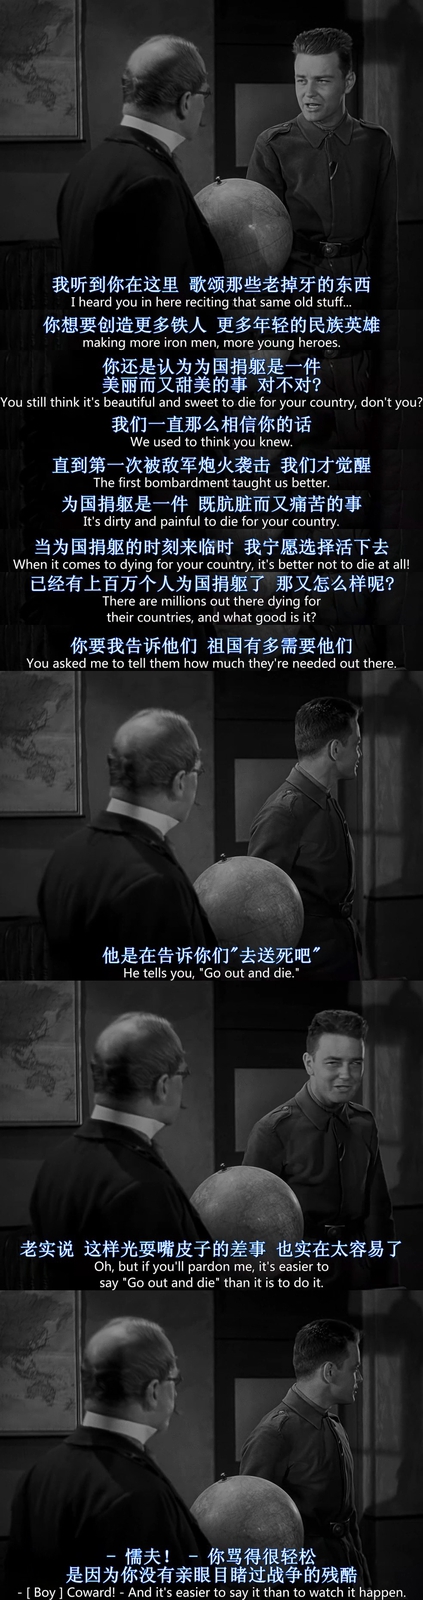 我听到你在这里 歌颂那些老掉牙的东西
I heard you in here reciting that same old stuff...
你想要创造更多铁人 更多年轻的民族英雄
making more iron men, more young heroes.
你还是认为为国捐躯是一件
美丽而又甜美的事 对不对?
You still think it's beautiful and sweet to die for your country, don't you?
我们一直那么相信你的话
We used to think you knew.
直到第一次被敌军炮火袭击 我们才觉醒
The first bombardment taught us better.
为国捐躯是一件 既肮脏而又痛苦的事
It's dirty and painful to die for your country.
当为国捐躯的时刻来临时 我宁愿选择活下去
When it comes to dying for your country, it's better not to die at all!
已经有上百万个人为国捐躯了 那又怎么样呢?
There are millions out there dying for
their countries, and what good is it?
你要我告诉他们 祖国有多需要他们
You asked me to tell them how much they're needed out there.
他是在告诉你们"去送死吧"
He tells you, "Go out and die."
老实说 这样光耍嘴皮子的差事 也实在太容易了
Oh, but if you'll pardon me, it's easier to
say "Go out and die" than it is to do it.
- 懦夫! - 你骂得很轻松
是因为你没有亲眼目睹过战争的残酷
- [ Boy ] Coward! - And it's easier to say it than to watch it happen.